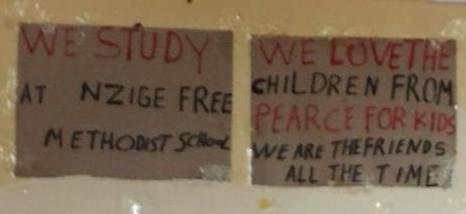 WE STUDY
AT NZIGE FREE
METHODIST SCHOOL
WE LOVE THE
CHILDREN FROM
PEARCE FOR KIDS
WE ARE THE FRIENDS
ALL THE TIME